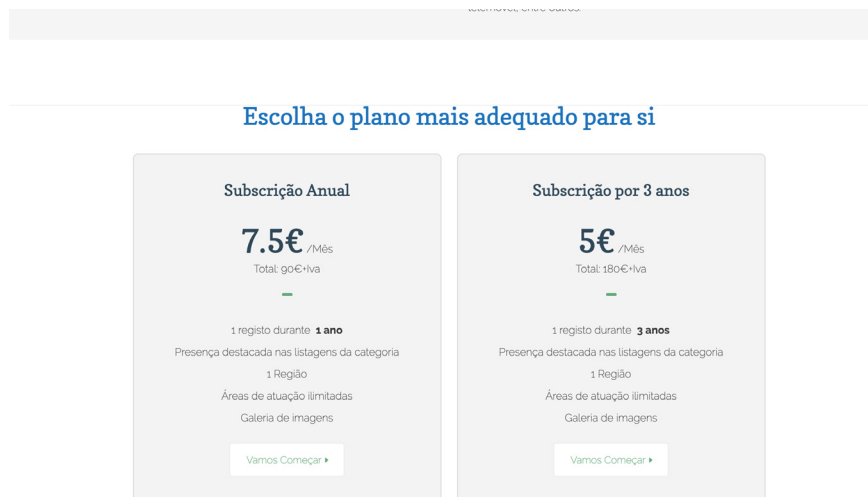 telemóvel, entre outros.
Escolha o plano mais adequado para si
Subscrição Anual
7.5€ /Mês
Total: 90€+Iva
1 registo durante 1 ano
Presença destacada nas listagens da categoria
1 Região
Áreas de atuação ilimitadas
Galeria de imagens
Vamos Começar
Subscrição por 3 anos
5€ /Mês
Total: 180€+Iva
1 registo durante 3 anos
Presença destacada nas listagens da categoria
1 Região
Áreas de atuação ilimitadas
Galeria de imagens
Vamos Começar